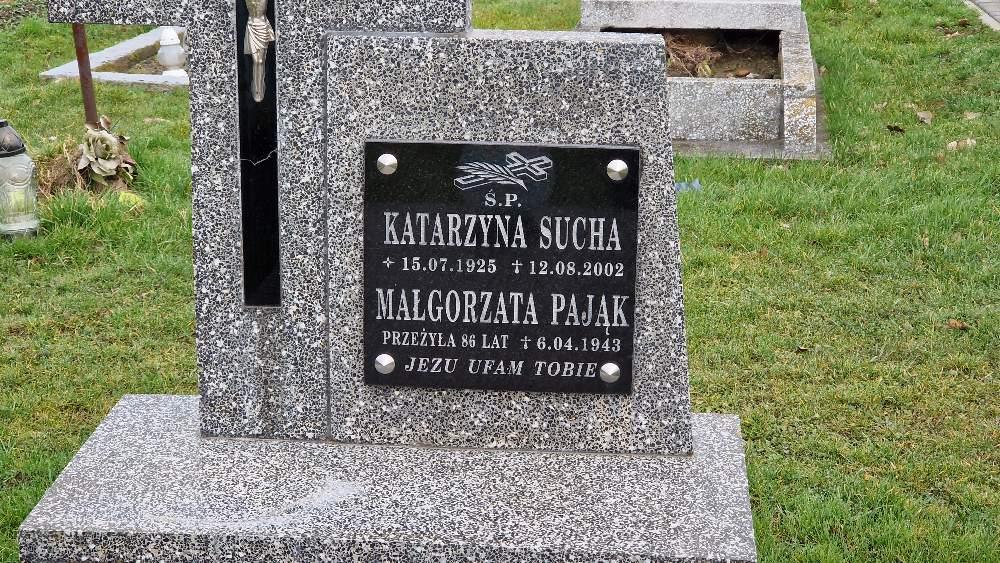 Ś.P.
KATARZYNA SUCHA
✧ 15.07.1925 ✝ 12.08.2002
MAŁGORZATA PAJĄK
PRZEŻYŁA 86 LAT ✝ 6.04.1943
JEZU UFAM TOBIE